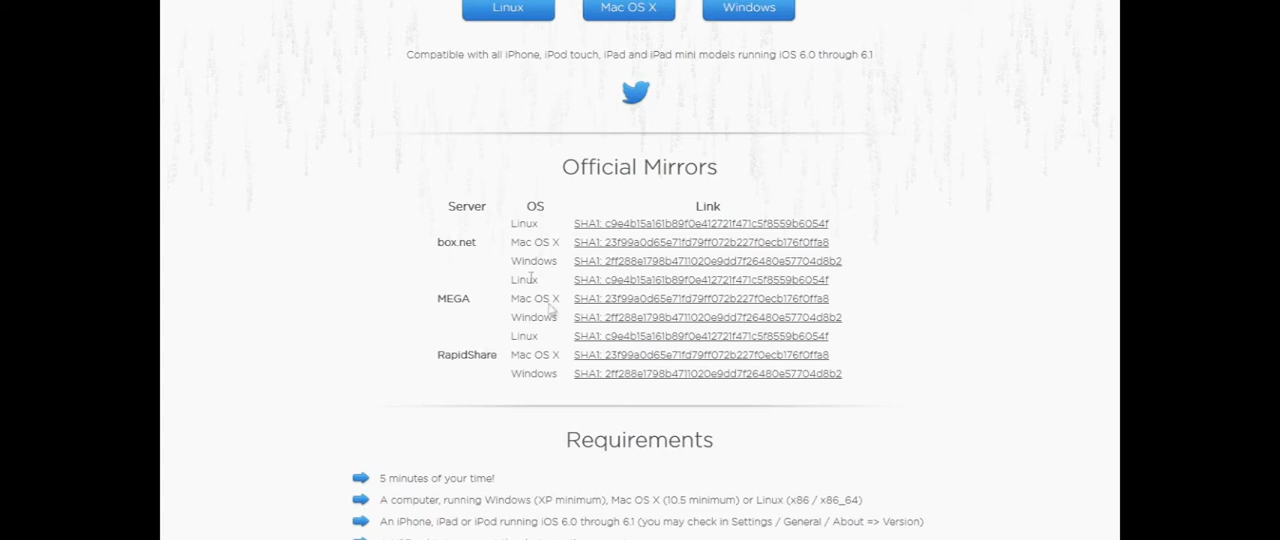 Linux Mac OS X Windows
Compatible with all iPhone, iPod touch, iPad and iPad mini models running iOS 6.0 through 6.1
Official Mirrors
Server OS Link
Linux SHA1: c9e4b15a161b89f0e412721f471c5f8559b6054f
box.net Mac OS X SHA1: 23f99a0d65e71fd79ff072b227f0ecb176f0ffa8
Windows SHA1: 2ff288e1798b4711020e9dd7f26480e57704d8b2
Linux SHA1: c9e4b15a161b89f0e412721f471c5f8559b6054f
MEGA Mac OS X SHA1: 23f99a0d65e71fd79ff072b227f0ecb176f0ffa8
Windows SHA1: 2ff288e1798b4711020e9dd7f26480e57704d8b2
Linux SHA1: c9e4b15a161b89f0e412721f471c5f8559b6054f
RapidShare Mac OS X SHA1: 23f99a0d65e71fd79ff072b227f0ecb176f0ffa8
Windows SHA1: 2ff288e1798b4711020e9dd7f26480e57704d8b2
Requirements
5 minutes of your time!
A computer, running Windows (XP minimum), Mac OS X (10.5 minimum) or Linux (x86 / x86_64)
An iPhone, iPad or iPod running iOS 6.0 through 6.1 (you may check in Settings / General / About => Version)